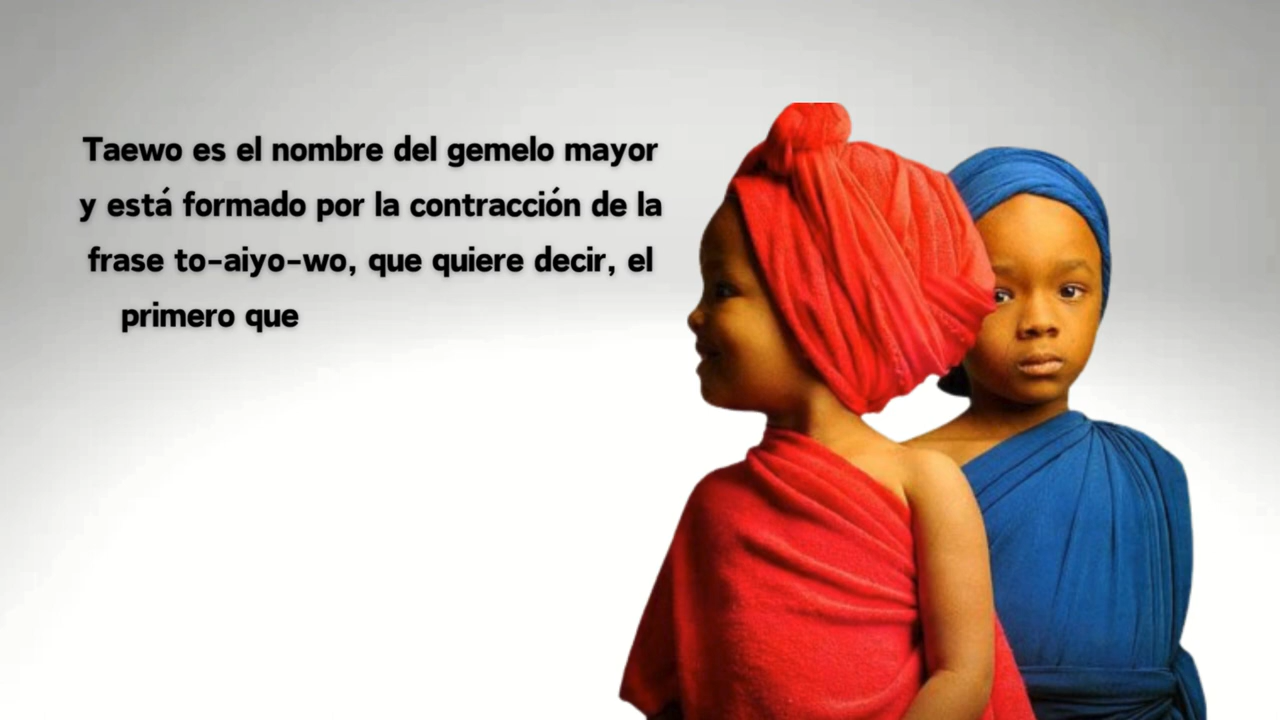 Taewo es el nombre del gemelo mayor
y está formado por la contracción de la
frase to-aiyo-wo, que quiere decir, el
primero que